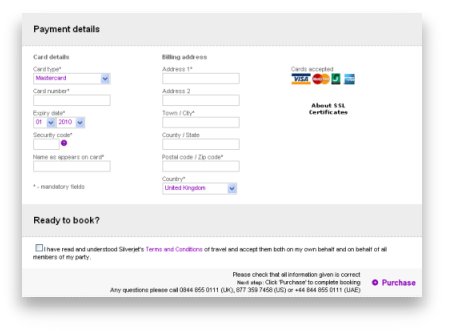 Payment details
Card details
Billing address
Card type*
Address 1*
Cards accepted
Mastercard
VISA
Card number*
Address 2
About SSL
Certificates
Expiry date*
Town / City*
01 2010
Security code*
County / State
Name as appears on card*
Postal code / Zip code*
Country*
* - mandatory fields
United Kingdom
Ready to book?
I have read and understood Silverjet's Terms and Conditions of travel and accept them both on my own behalf and on behalf of all
members of my party.
Please check that all information given is correct
Next step: Click 'Purchase' to complete booking
Purchase
Any questions please call 0844 855 0111 (UK), 877 359 7458 (US) or +44 844 855 0111 (UAE)